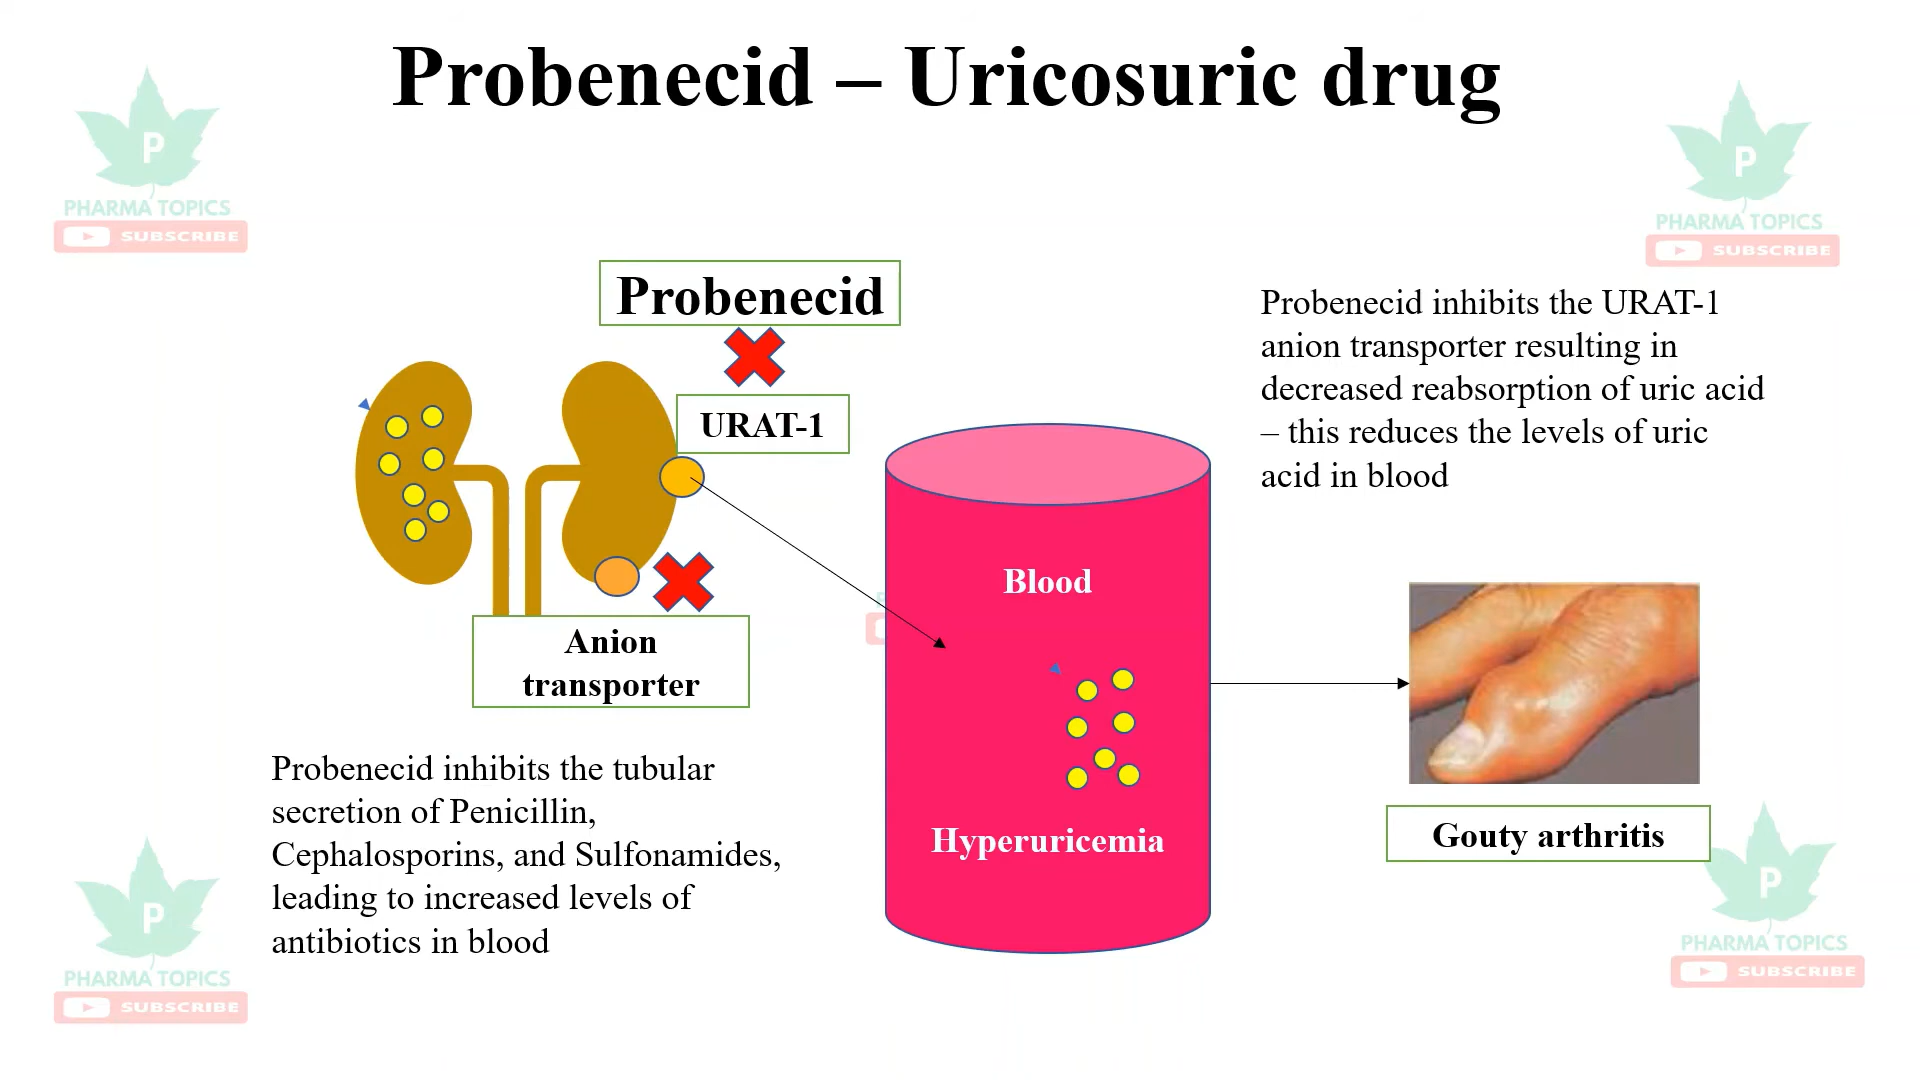 Probenecid – Uricosuric drug
P
PHARMA TOPICS
SUBSCRIBE
P
PHARMA TOPICS
SUBSCRIBE
Probenecid
URAT-1
Probenecid inhibits the URAT-1
anion transporter resulting in
decreased reabsorption of uric acid
– this reduces the levels of uric
acid in blood
Blood
Anion
transporter
Hyperuricemia
Gouty arthritis
Probenecid inhibits the tubular
secretion of Penicillin,
Cephalosporins, and Sulfonamides,
leading to increased levels of
antibiotics in blood
P
PHARMA TOPICS
SUBSCRIBE
P
PHARMA TOPICS
SUBSCRIBE